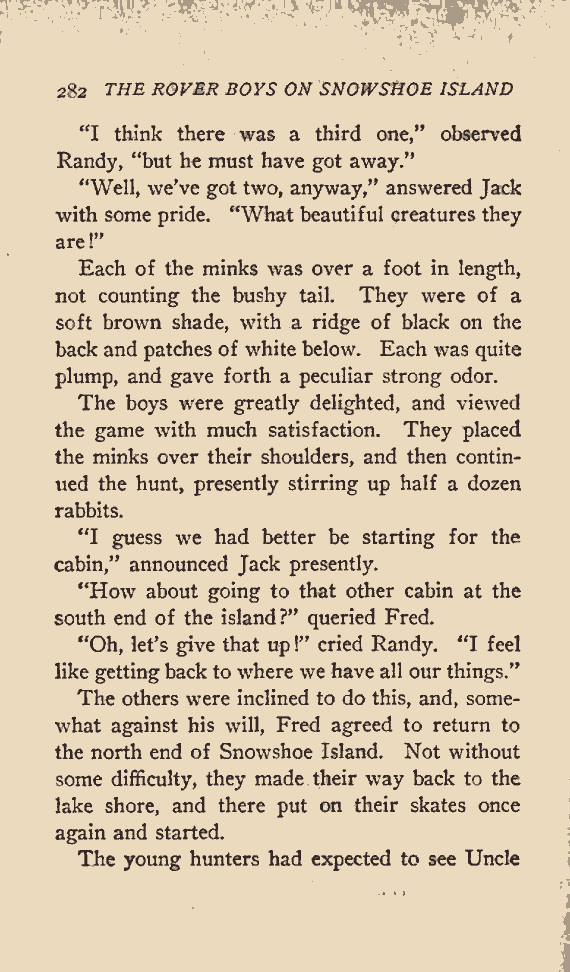 282 THE ROVER BOYS ON SNOWSHOE ISLAND
“I think there was a third one,” observed
Randy, “but he must have got away.”
“Well, we’ve got two, anyway,” answered Jack
with some pride. “What beautiful creatures they
are!”
Each of the minks was over a foot in length,
not counting the bushy tail. They were of a
soft brown shade, with a ridge of black on the
back and patches of white below. Each was quite
plump, and gave forth a peculiar strong odor.
The boys were greatly delighted, and viewed
the game with much satisfaction. They placed
the minks over their shoulders, and then contin-
ued the hunt, presently stirring up half a dozen
rabbits.
“I guess we had better be starting for the
cabin,” announced Jack presently.
“How about going to that other cabin at the
south end of the island?” queried Fred.
“Oh, let’s give that up!” cried Randy. “I feel
like getting back to where we have all our things.”
The others were inclined to do this, and, some-
what against his will, Fred agreed to return to
the north end of Snowshoe Island. Not without
some difficulty, they made their way back to the
lake shore, and there put on their skates once
again and started.
The young hunters had expected to see Uncle